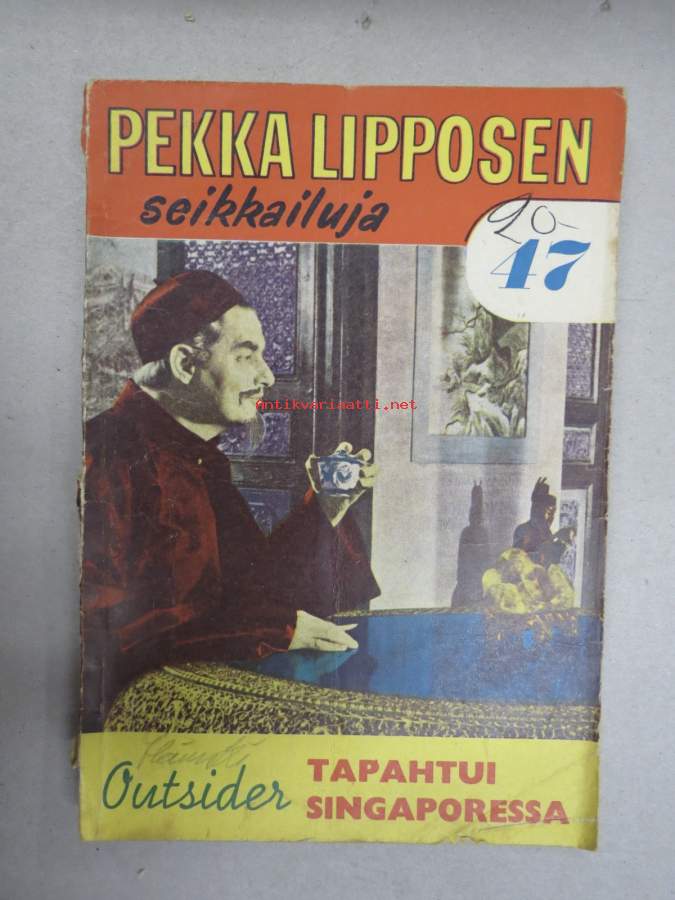 PEKKA LIPPOSEN
seikkailuja
20-
47
antikvariaatti.net
Outsider
TAPAHTUI
SINGAPORESSA